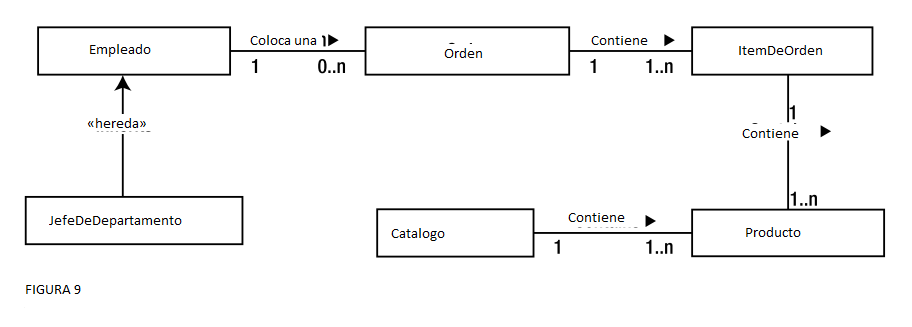 Empleado
Coloca una 1
Orden
Contiene
ItemDeOrden
1
0..n
1
1..n
«hereda»
1
Contiene
1..n
JefeDeDepartamento
Catalogo
Contiene
Producto
1
1..n
FIGURA 9